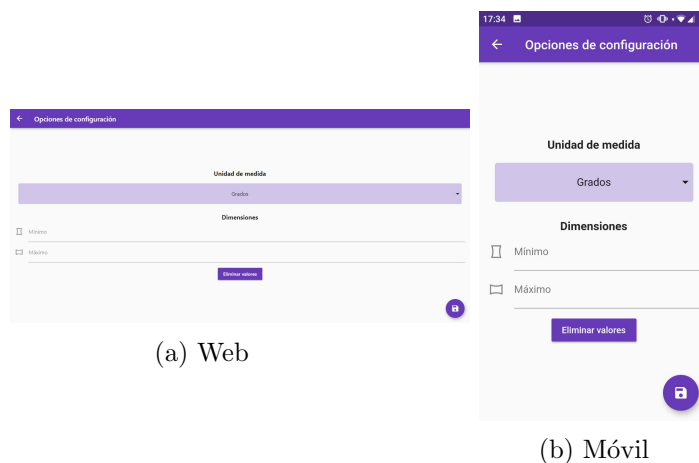 Opciones de configuración
Unidad de medida
Grados
Dimensiones
Mínimo
Máximo
Eliminar valores
(a) Web
17:34
Opciones de configuración
Unidad de medida
Grados
Dimensiones
Mínimo
Máximo
Eliminar valores
(b) Móvil